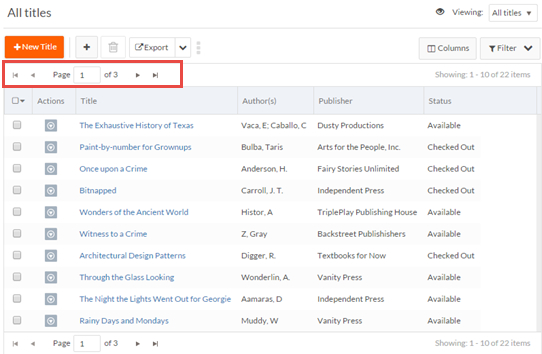 All titles Viewing: All titles
+New Title Export Columns Filter
Page 1 of 3 Showing: 1 - 10 of 22 items
Actions Title Author(s) Publisher Status
The Exhaustive History of Texas Vaca, E; Caballo, C Dusty Productions Available
Paint-by-number for Grownups Bulba, Taris Arts for the People, Inc. Checked Out
Once upon a Crime Anderson, H. Fairy Stories Unlimited Checked Out
Bitnapped Carroll, J. T. Independent Press Checked Out
Wonders of the Ancient World Histor, A TriplePlay Publishing House Available
Witness to a Crime Z, Gray Backstreet Publishishers Available
Architectural Design Patterns Digger, R. Textbooks for Now Checked Out
Through the Glass Looking Wonderlin, A. Vanity Press Available
The Night the Lights Went Out for Georgie Aamaras, D Independent Press Available
Rainy Days and Mondays Muddy, W Vanity Press Available
Page 1 of 3 Showing: 1 - 10 of 22 items